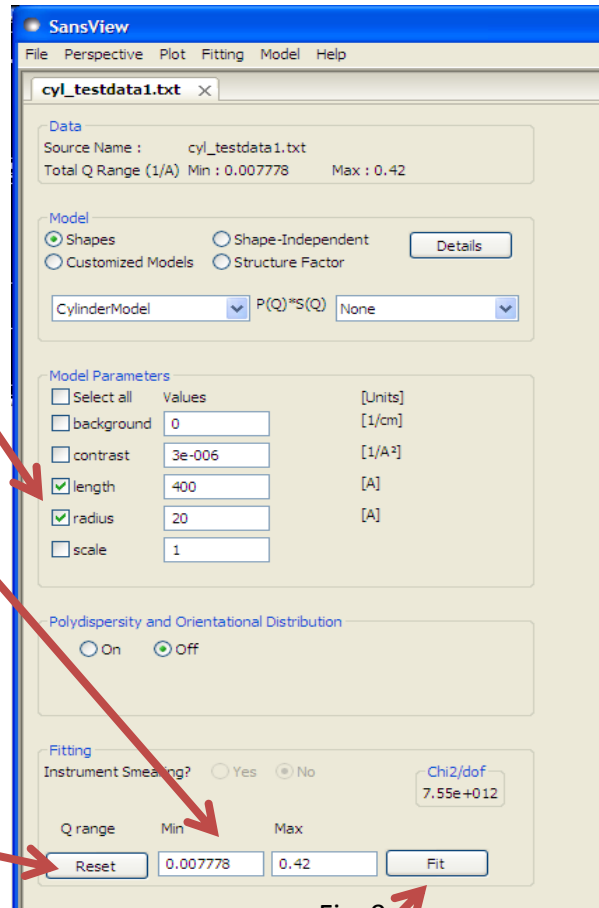 SansView
File Perspective Plot Fitting Model Help
cyl_testdata1.txt
Data
Source Name : cyl_testdata1.txt
Total Q Range (1/A) Min : 0.007778 Max : 0.42
Model
Shapes Shape-Independent Details
Customized Models Structure Factor
CylinderModel P(Q)*S(Q) None
Model Parameters
Select all Values [Units]
background 0 [1/cm]
contrast 3e-006 [1/A²]
length 400 [A]
radius 20 [A]
scale 1
Polydispersity and Orientational Distribution
On Off
Fitting
Instrument Smearing? Yes No Chi2/dof
7.55e+012
Q range Min Max
Reset 0.007778 0.42 Fit